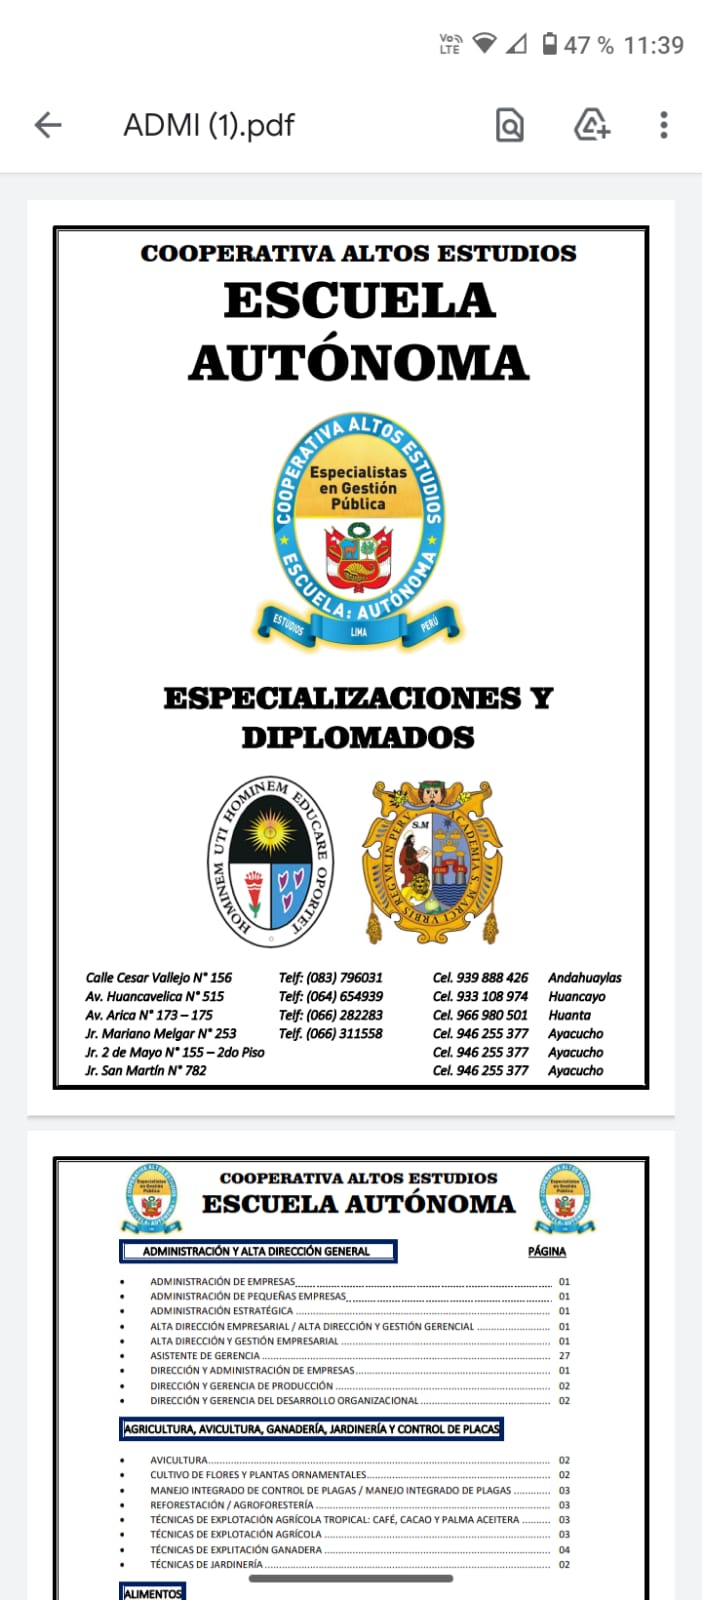 Vo LTE 47 % 11:39
ADMI (1).pdf
COOPERATIVA ALTOS ESTUDIOS
ESCUELA
AUTÓNOMA
COOPERATIVA ALTOS ESTUDIOS
Especialistas
en Gestión
Pública
ESCUELA: AUTÓNOMA
ESTUDIOS LIMA PERÚ
ESPECIALIZACIONES Y
DIPLOMADOS
HOMINEM UTI HOMINEM EDUCARE OPORTET
S.M
ACADEMIA S. MARCI VRBIS REGVM IN PERV
Calle Cesar Vallejo N° 156 Telf: (083) 796031 Cel. 939 888 426 Andahuaylas
Av. Huancavelica N° 515 Telf: (064) 654939 Cel. 933 108 974 Huancayo
Av. Arica N° 173 – 175 Telf: (066) 282283 Cel. 966 980 501 Huanta
Jr. Mariano Melgar N° 253 Telf. (066) 311558 Cel. 946 255 377 Ayacucho
Jr. 2 de Mayo N° 155 – 2do Piso Cel. 946 255 377 Ayacucho
Jr. San Martín N° 782 Cel. 946 255 377 Ayacucho
COOPERATIVA ALTOS ESTUDIOS
ESCUELA AUTÓNOMA
ADMINISTRACIÓN Y ALTA DIRECCIÓN GENERAL PÁGINA
• ADMINISTRACIÓN DE EMPRESAS 01
• ADMINISTRACIÓN DE PEQUEÑAS EMPRESAS 01
• ADMINISTRACIÓN ESTRATÉGICA 01
• ALTA DIRECCIÓN EMPRESARIAL / ALTA DIRECCIÓN Y GESTIÓN GERENCIAL 01
• ALTA DIRECCIÓN Y GESTIÓN EMPRESARIAL 01
• ASISTENTE DE GERENCIA 27
• DIRECCIÓN Y ADMINISTRACIÓN DE EMPRESAS 01
• DIRECCIÓN Y GERENCIA DE PRODUCCIÓN 02
• DIRECCIÓN Y GERENCIA DEL DESARROLLO ORGANIZACIONAL 02
AGRICULTURA, AVICULTURA, GANADERÍA, JARDINERÍA Y CONTROL DE PLACAS
• AVICULTURA 02
• CULTIVO DE FLORES Y PLANTAS ORNAMENTALES 02
• MANEJO INTEGRADO DE CONTROL DE PLAGAS / MANEJO INTEGRADO DE PLAGAS 03
• REFORESTACIÓN / AGROFORESTERÍA 03
• TÉCNICAS DE EXPLOTACIÓN AGRÍCOLA TROPICAL: CAFÉ, CACAO Y PALMA ACEITERA 03
• TÉCNICAS DE EXPLOTACIÓN AGRÍCOLA 03
• TÉCNICAS DE EXPLITACIÓN GANADERA 04
• TÉCNICAS DE JARDINERÍA 02
ALIMENTOS